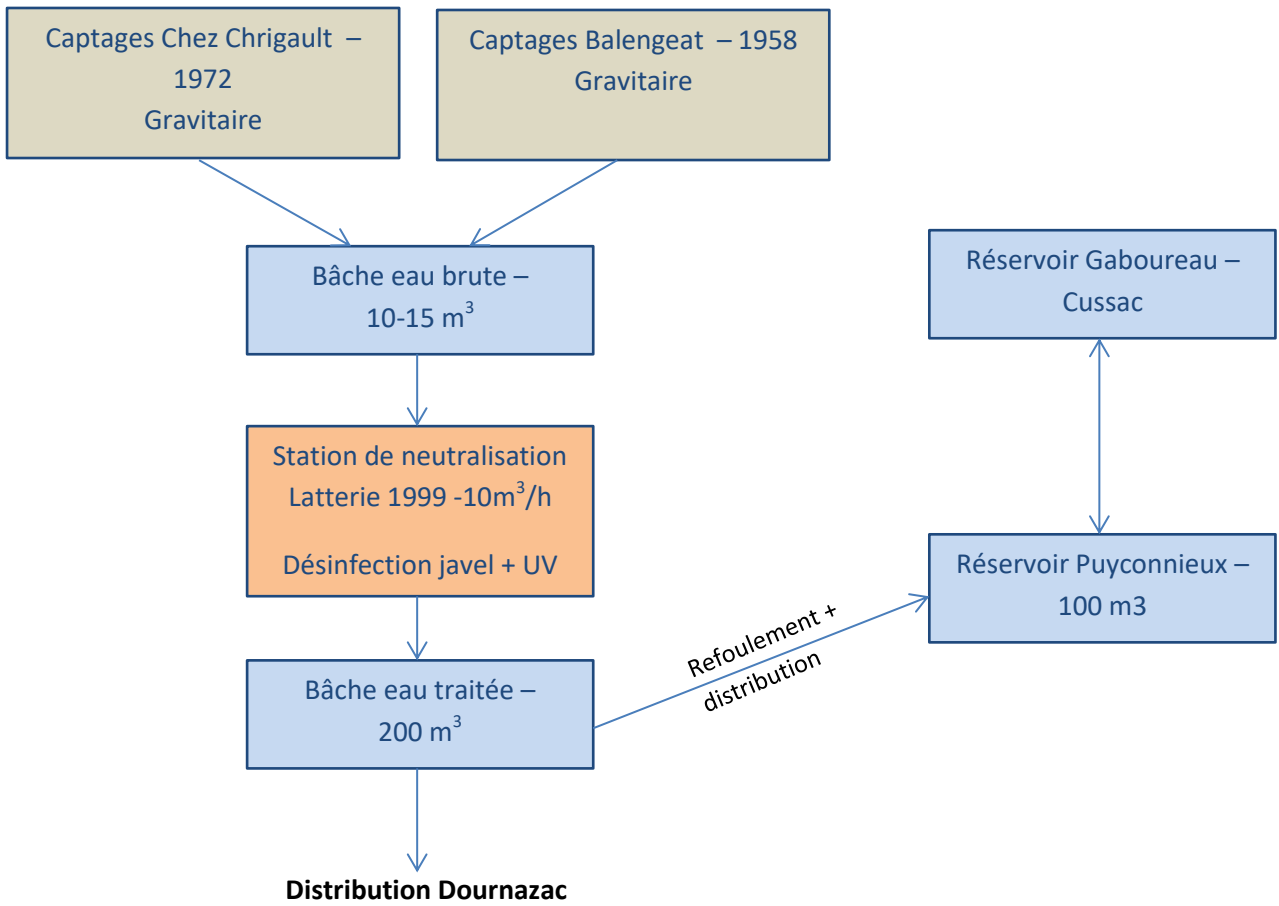 Captages Chez Chrigault –
1972
Gravitaire
Captages Balengeat – 1958
Gravitaire
Bâche eau brute –
10-15 m³
Réservoir Gaboureau –
Cussac
Station de neutralisation
Latterie 1999 -10m³/h
Désinfection javel + UV
Réservoir Puyconnieux –
100 m3
Refoulement +
distribution
Bâche eau traitée –
200 m³
Distribution Dournazac